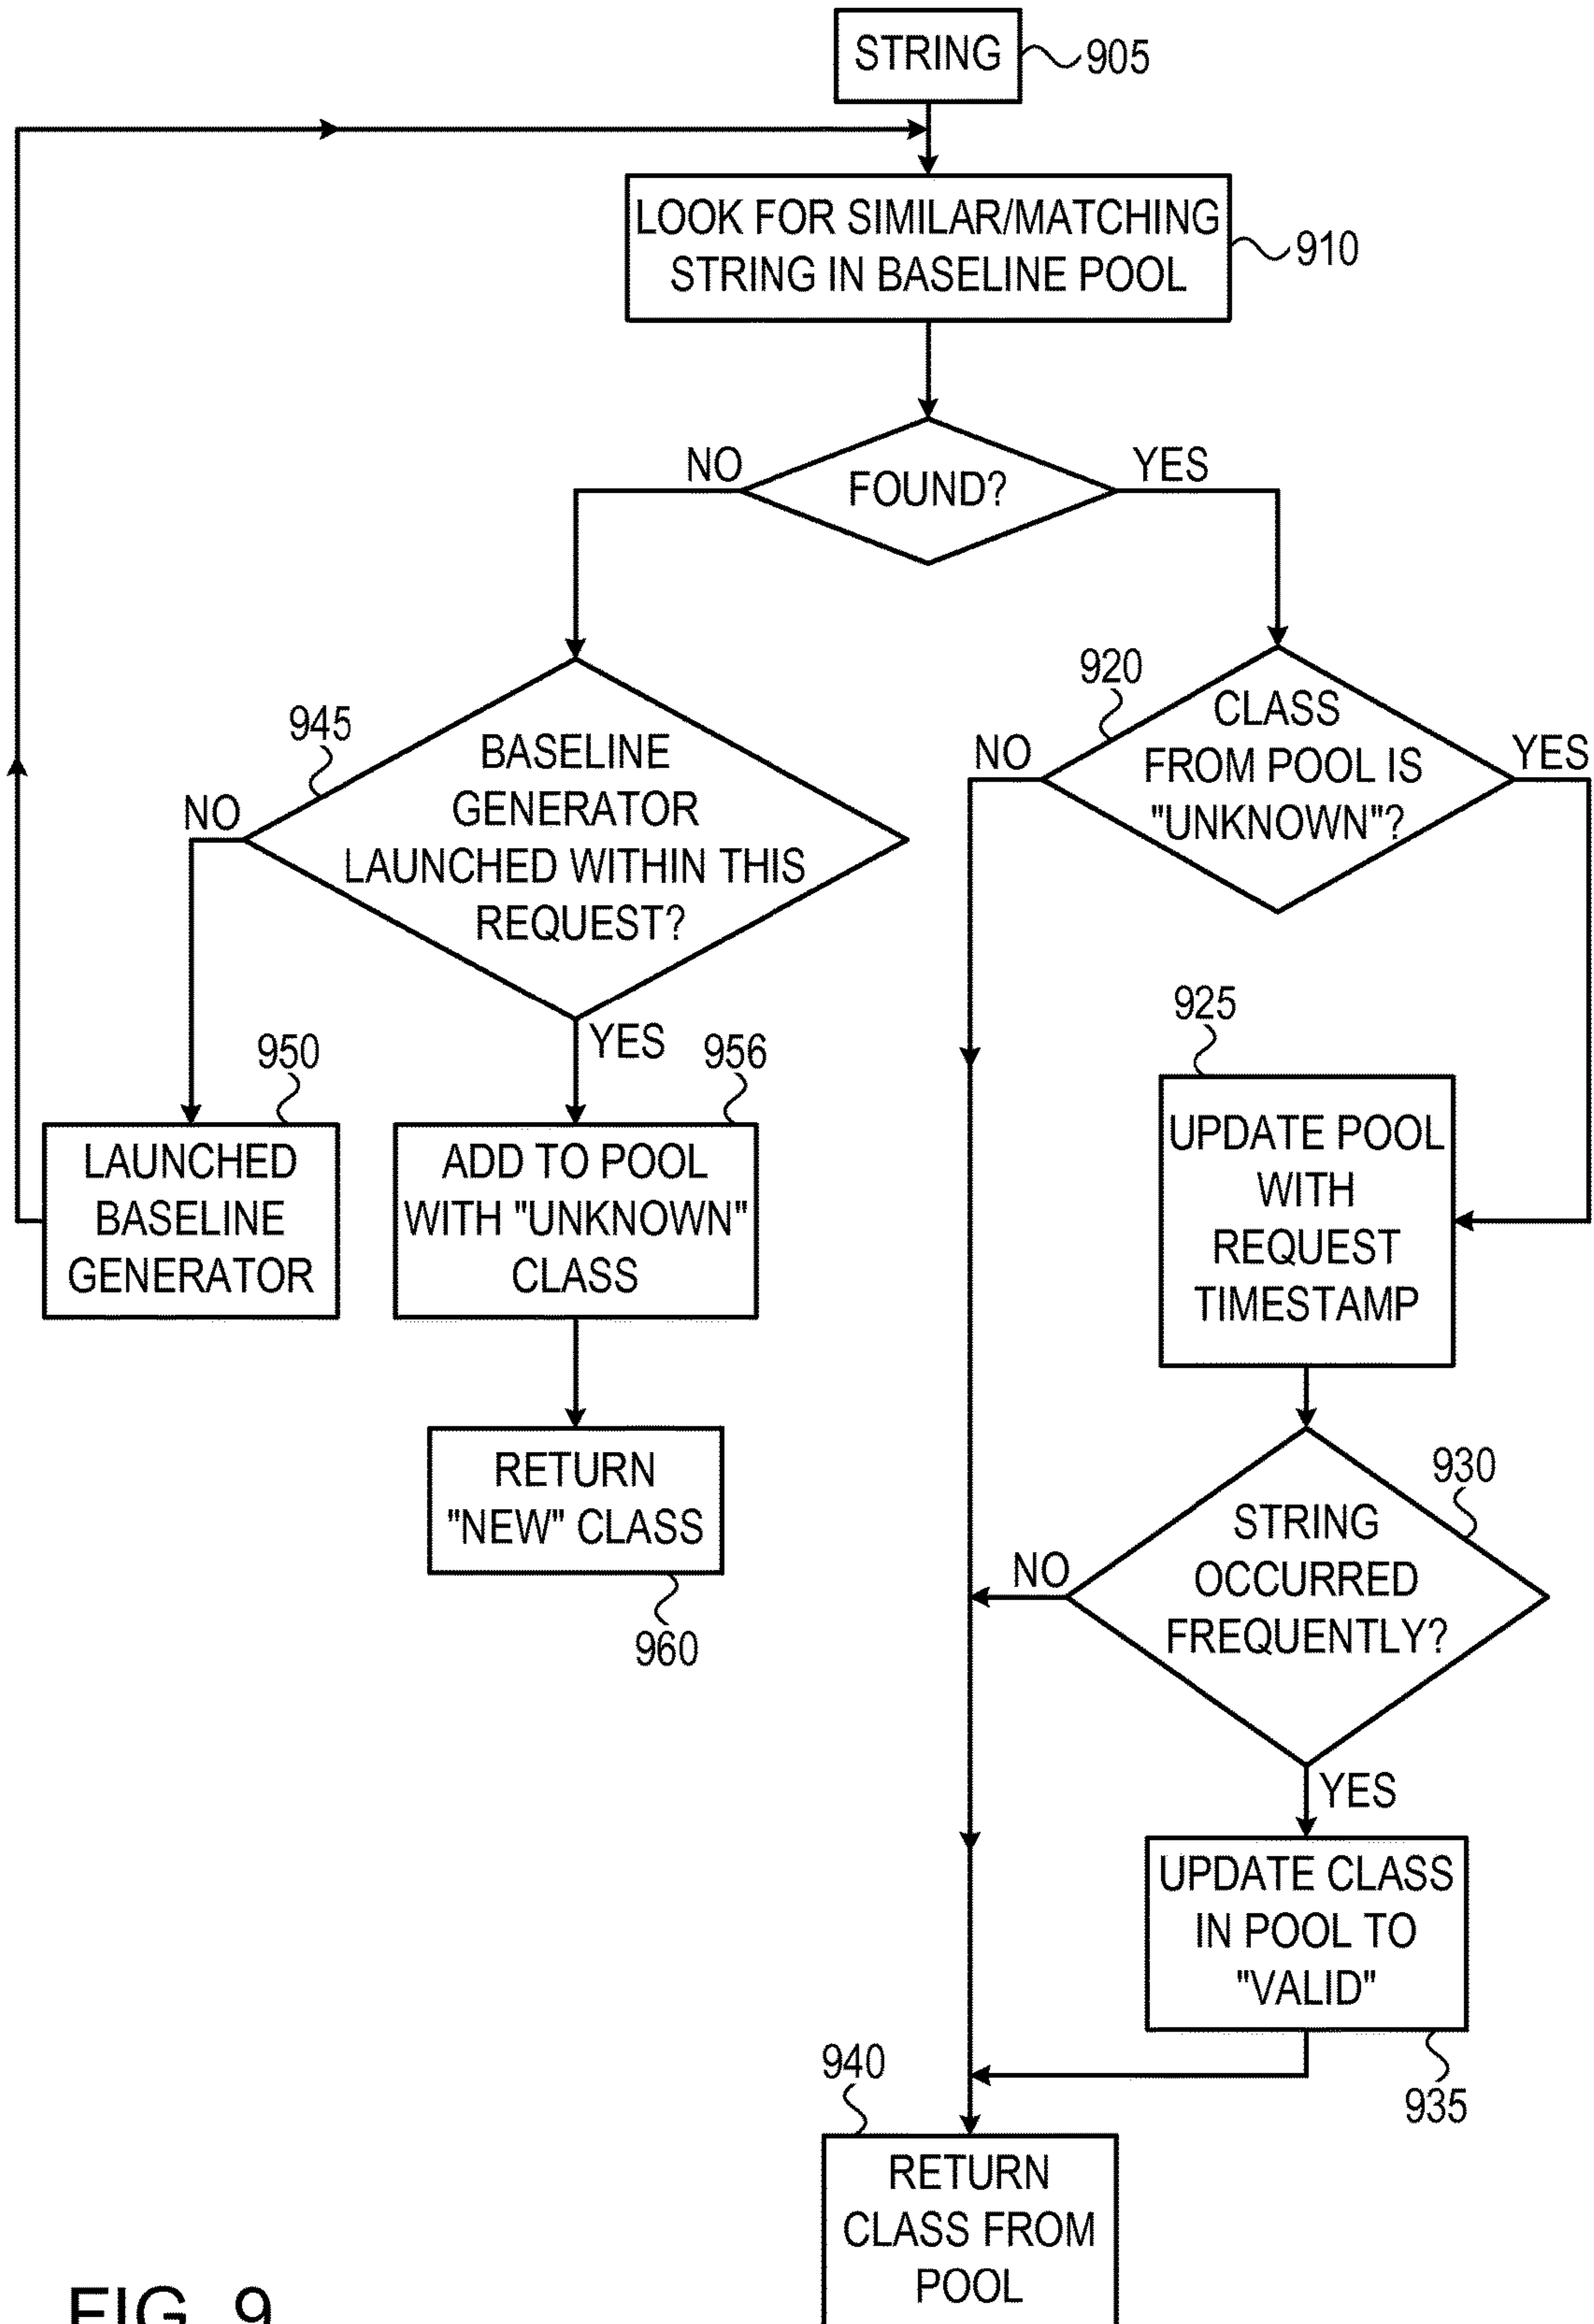 STRING
905
LOOK FOR SIMILAR/MATCHING
STRING IN BASELINE POOL
910
NO
FOUND?
YES
945
BASELINE
GENERATOR
LAUNCHED WITHIN THIS
REQUEST?
NO
YES
920
CLASS
FROM POOL IS
"UNKNOWN"?
NO
YES
950
LAUNCHED
BASELINE
GENERATOR
956
ADD TO POOL
WITH "UNKNOWN"
CLASS
RETURN
"NEW" CLASS
960
925
UPDATE POOL
WITH
REQUEST
TIMESTAMP
930
STRING
OCCURRED
FREQUENTLY?
NO
YES
UPDATE CLASS
IN POOL TO
"VALID"
935
940
RETURN
CLASS FROM
POOL
FIG. 9